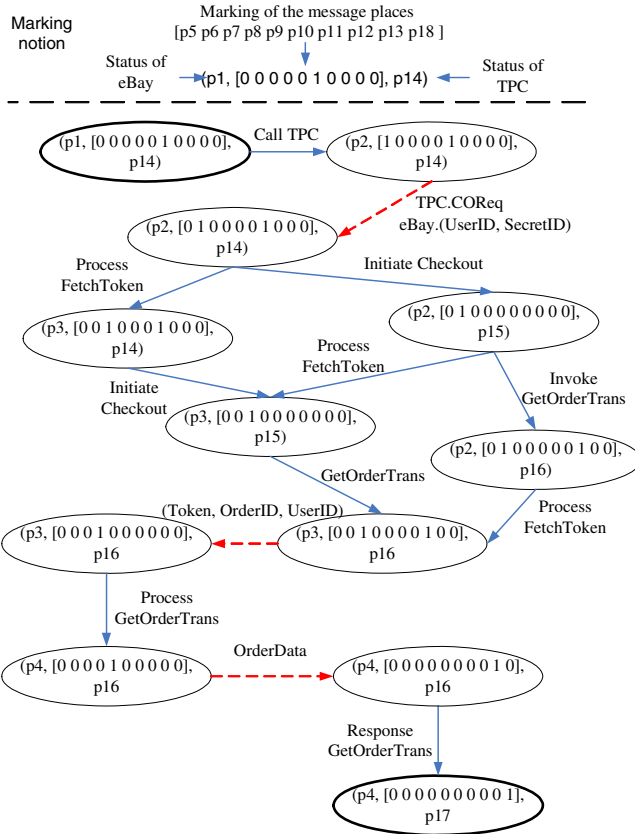 Marking
notion
Marking of the message places
[p5 p6 p7 p8 p9 p10 p11 p12 p13 p18 ]
Status of
eBay
(p1, [0 0 0 0 0 1 0 0 0 0], p14)
Status of
TPC
(p1, [0 0 0 0 0 1 0 0 0 0],
p14)
Call TPC
(p2, [1 0 0 0 0 1 0 0 0 0],
p14)
TPC.COReq
eBay.(UserID, SecretID)
(p2, [0 1 0 0 0 0 1 0 0 0],
p14)
Process
FetchToken
Initiate Checkout
(p3, [0 0 1 0 0 0 1 0 0 0],
p14)
(p2, [0 1 0 0 0 0 0 0 0 0],
p15)
Process
FetchToken
Initiate
Checkout
Invoke
GetOrderTrans
(p3, [0 0 1 0 0 0 0 0 0 0],
p15)
(p2, [0 1 0 0 0 0 0 1 0 0],
p16)
GetOrderTrans
Process
FetchToken
(Token, OrderID, UserID)
(p3, [0 0 0 1 0 0 0 0 0 0],
p16
(p3, [0 0 1 0 0 0 0 1 0 0],
p16
Process
GetOrderTrans
(p4, [0 0 0 0 1 0 0 0 0 0],
p16
OrderData
(p4, [0 0 0 0 0 0 0 0 1 0],
p16
Response
GetOrderTrans
(p4, [0 0 0 0 0 0 0 0 0 1],
p17